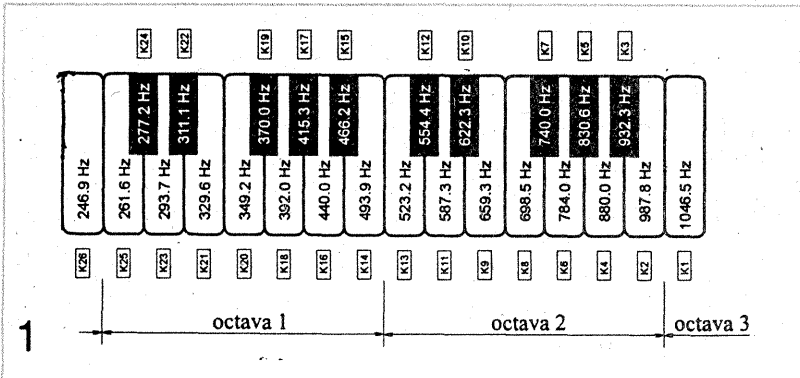 K24 K22 K19 K17 K15 K12 K10 K7 K5 K3
277.2 Hz 311.1 Hz 370.0 Hz 415.3 Hz 466.2 Hz 554.4 Hz 622.3 Hz 740.0 Hz 830.6 Hz 932.3 Hz
246.9 Hz 261.6 Hz 293.7 Hz 329.6 Hz 349.2 Hz 392.0 Hz 440.0 Hz 493.9 Hz 523.2 Hz 587.3 Hz 659.3 Hz 698.5 Hz 784.0 Hz 880.0 Hz 987.8 Hz 1046.5 Hz
K26 K25 K23 K21 K20 K18 K16 K14 K13 K11 K9 K8 K6 K4 K2 K1
octava 1 octava 2 octava 3
1